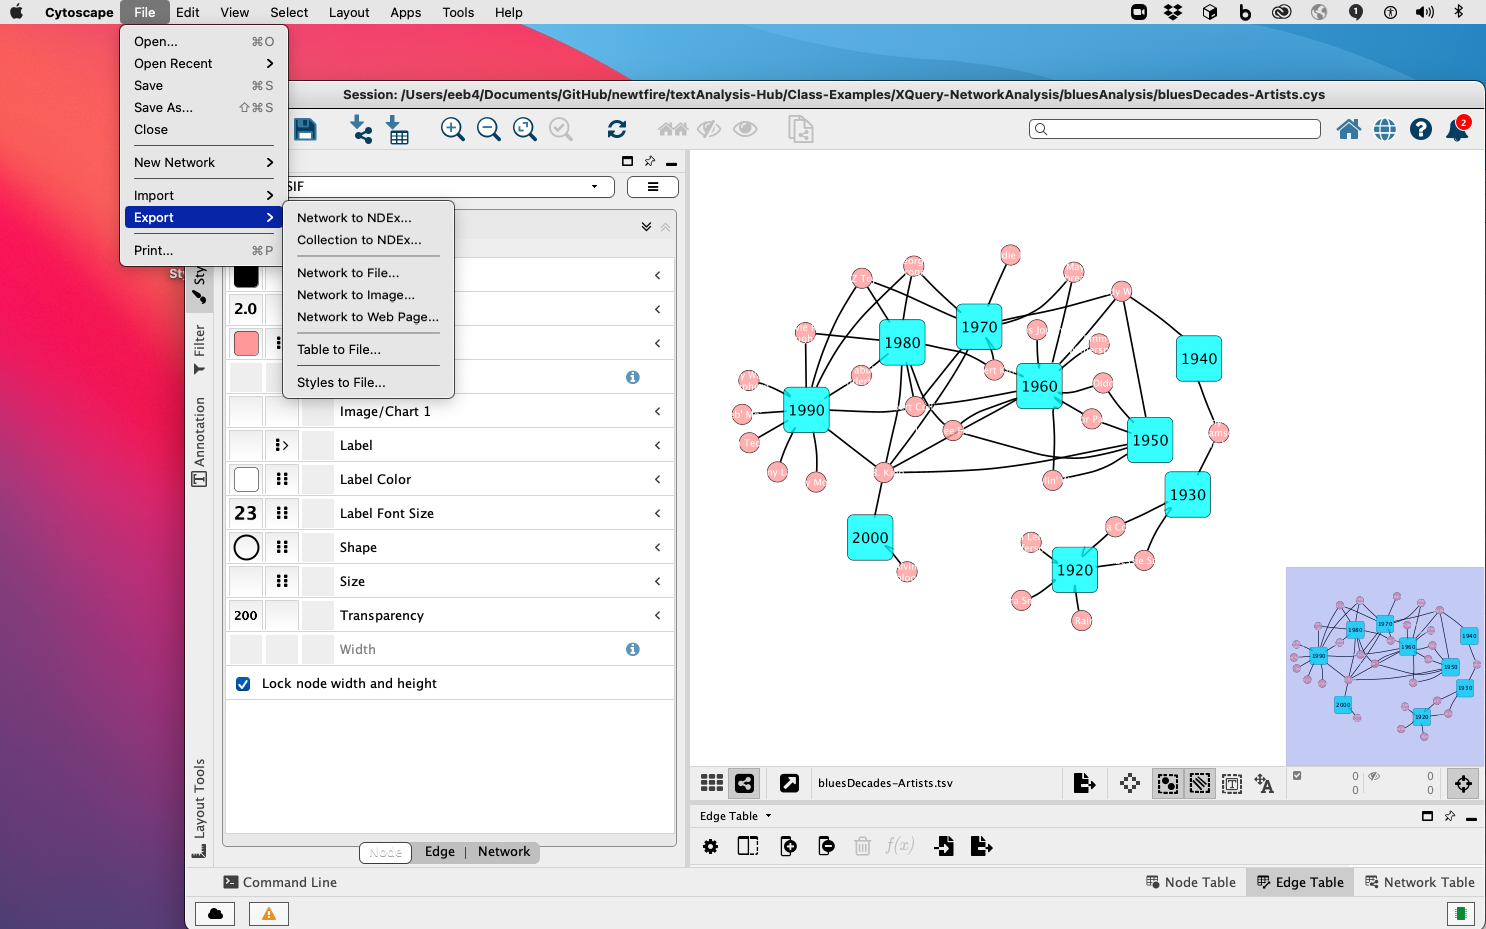 Cytoscape File Edit View Select Layout Apps Tools Help
Open... ⌘O
Open Recent
Save ⌘S
Save As... ⇧⌘S
Close
New Network
Import
Export
Print... ⌘P
Network to NDEx...
Collection to NDEx...
Network to File...
Network to Image...
Network to Web Page...
Table to File...
Styles to File...
Session: /Users/eeb4/Documents/GitHub/newtfire/textAnalysis-Hub/Class-Examples/XQuery-NetworkAnalysis/bluesAnalysis/bluesDecades-Artists.cys
2
SIF
2.0
Image/Chart 1
Label
Label Color
23 Label Font Size
Shape
Size
200 Transparency
Width
Lock node width and height
Node Edge | Network
Filter
Annotation
Layout Tools
1970
1980
1940
1960
1990
1950
1930
2000
1920
1970
1980
1940
1960
1990
1950
1930
2000
1920
bluesDecades-Artists.tsv
0 0
0 0
Edge Table
f(x)
Command Line
Node Table Edge Table Network Table